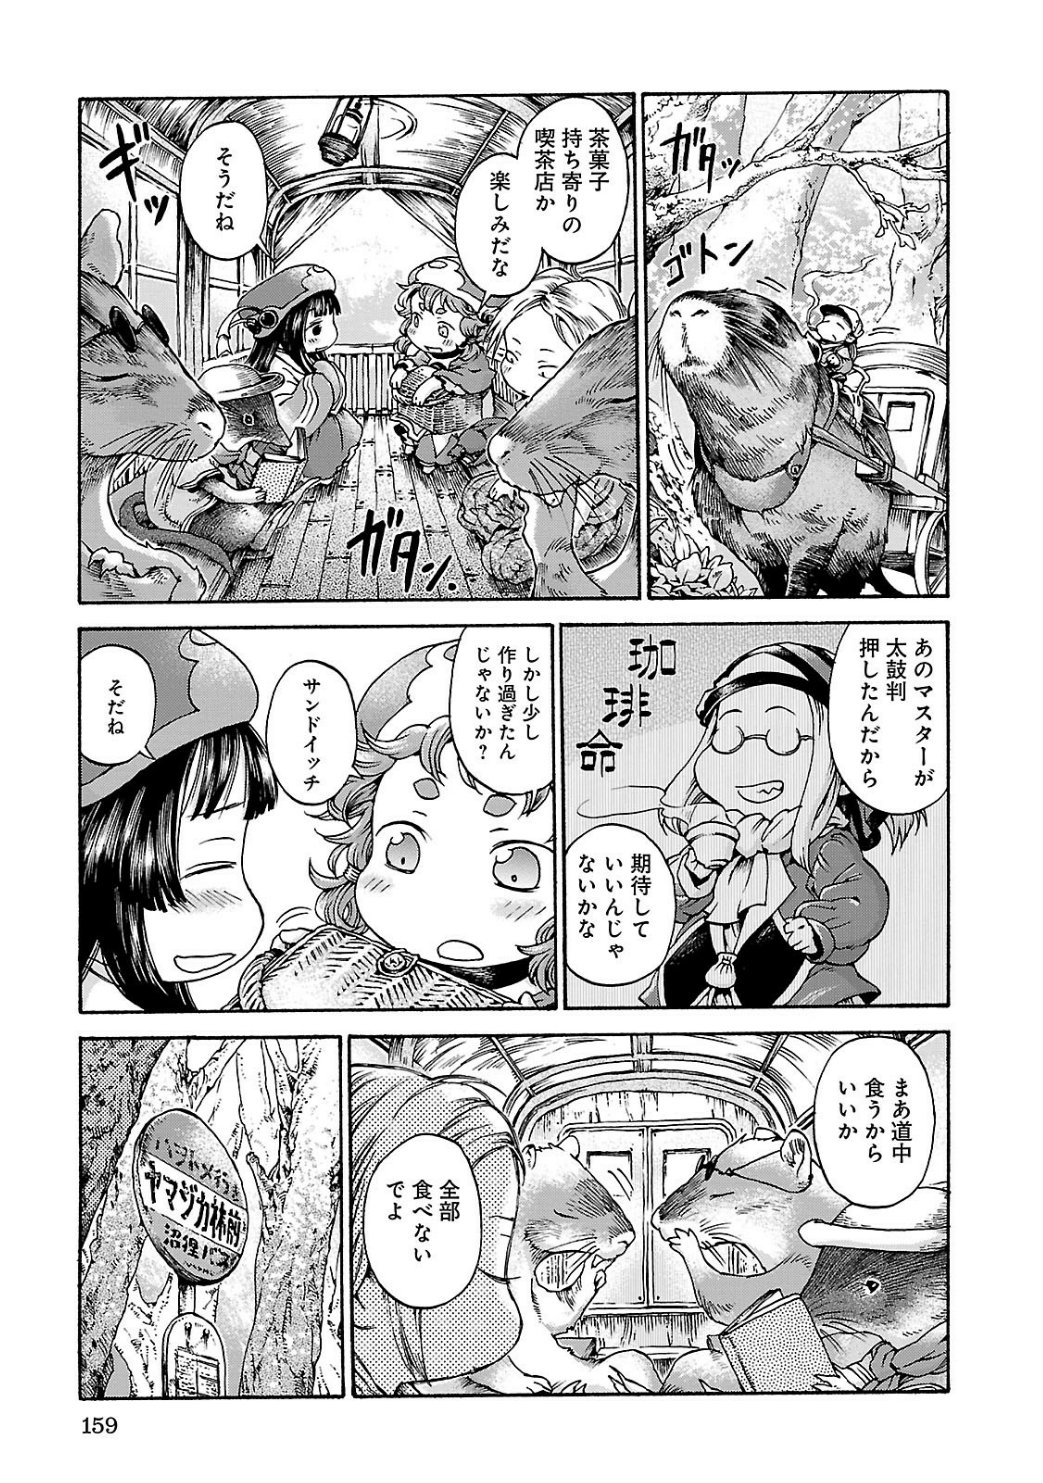 ガタッ
ゴトン
茶菓子
持ち寄りの
喫茶店か
楽しみだな
そうだね
ギッ
ガタン.
あのマスターが
太鼓判
押したんだから
珈琲命
期待して
いいんじゃ
ないかな
しかし少し
作り過ぎたん
じゃないか?
サンドイッチ
そだね
まあ道中
食うから
いいか
全部
食べない
でよ
ヤマジカ林前
沼狸バス
159